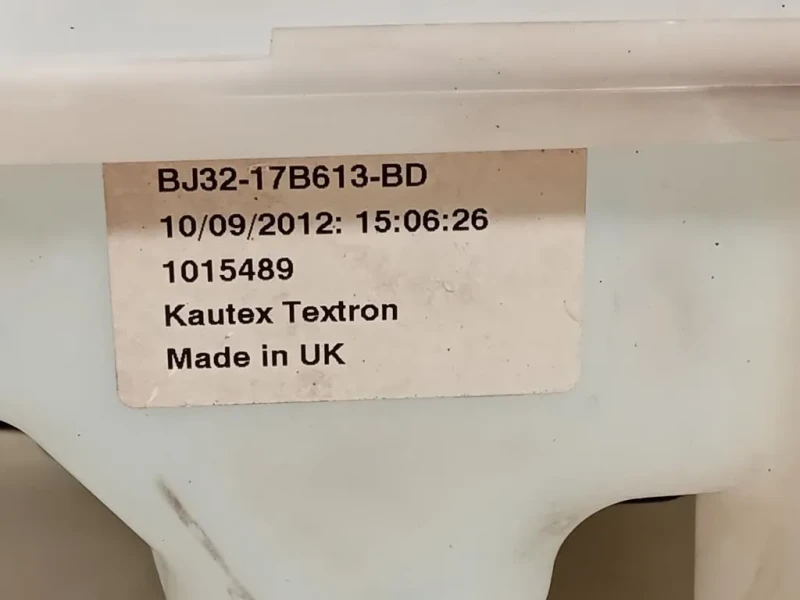 BJ32-17B613-BD
10/09/2012: 15:06:26
1015489
Kautex Textron
Made in UK